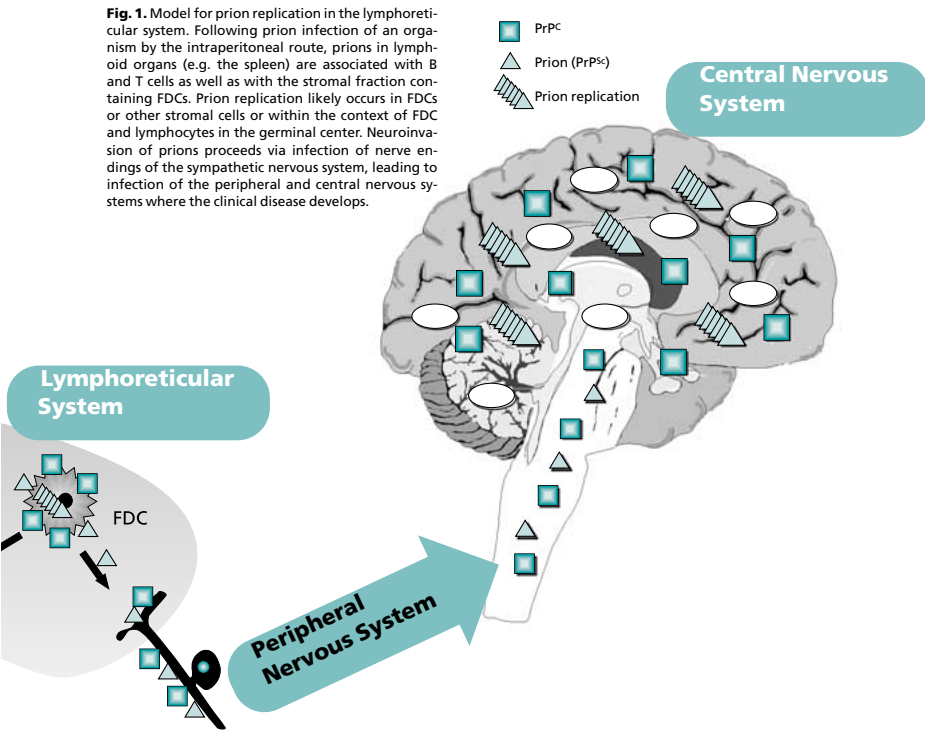 Fig. 1. Model for prion replication in the lymphoreti-
cular system. Following prion infection of an orga-
nism by the intraperitoneal route, prions in lymph-
oid organs (e.g. the spleen) are associated with B
and T cells as well as with the stromal fraction con-
taining FDCs. Prion replication likely occurs in FDCs
or other stromal cells or within the context of FDC
and lymphocytes in the germinal center. Neuroinva-
sion of prions proceeds via infection of nerve en-
dings of the sympathetic nervous system, leading to
infection of the peripheral and central nervous sy-
stems where the clinical disease develops.
PrPC
Prion (PrPSc)
Prion replication
Central Nervous
System
Lymphoreticular
System
FDC
Peripheral
Nervous System